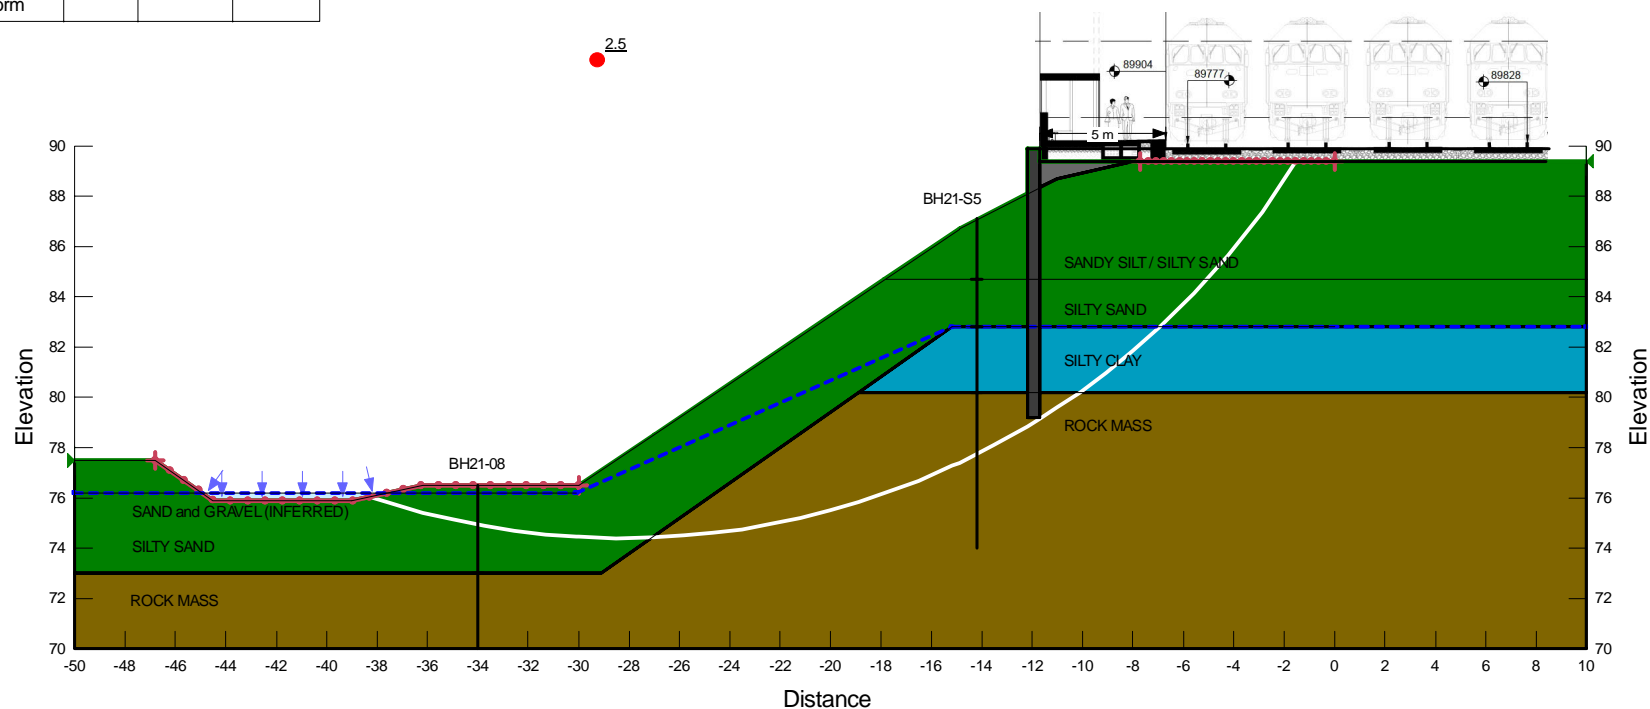 orm
2.5
89904
89777
89828
5 m
90
88
86
84
82
80
78
76
74
72
70
Elevation
BH21-S5
SANDY SILT / SILTY SAND
SILTY SAND
SILTY CLAY
ROCK MASS
BH21-08
SAND and GRAVEL (INFERRED)
SILTY SAND
ROCK MASS
90
88
86
84
82
80
78
76
74
72
70
Elevation
-50 -48 -46 -44 -42 -40 -38 -36 -34 -32 -30 -28 -26 -24 -22 -20 -18 -16 -14 -12 -10 -8 -6 -4 -2 0 2 4 6 8 10
Distance